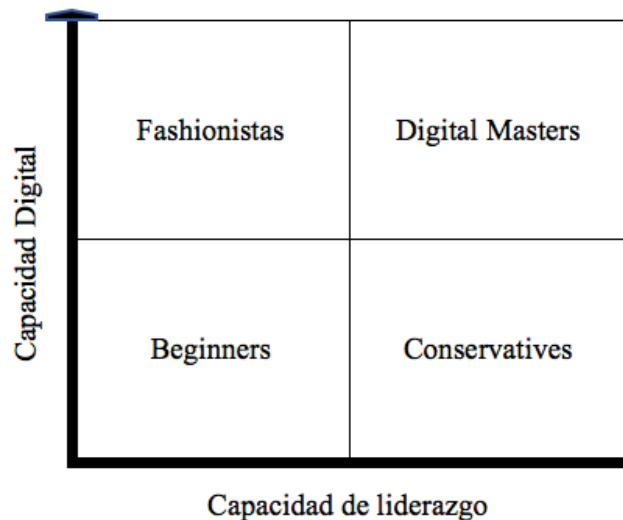 Capacidad Digital
Fashionistas
Digital Masters
Beginners
Conservatives
Capacidad de liderazgo